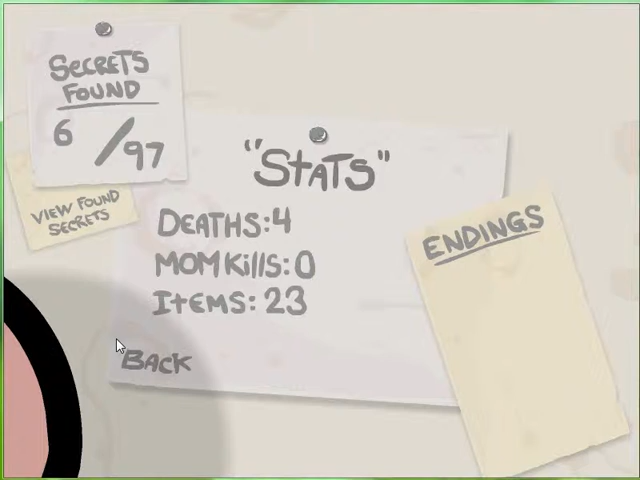 SECRETS
FOUND
6/97
VIEW FOUND
SECRETS
"STATS"
DEATHS:4
MOM KILLS:0
ITEMS:23
BACK
ENDINGS